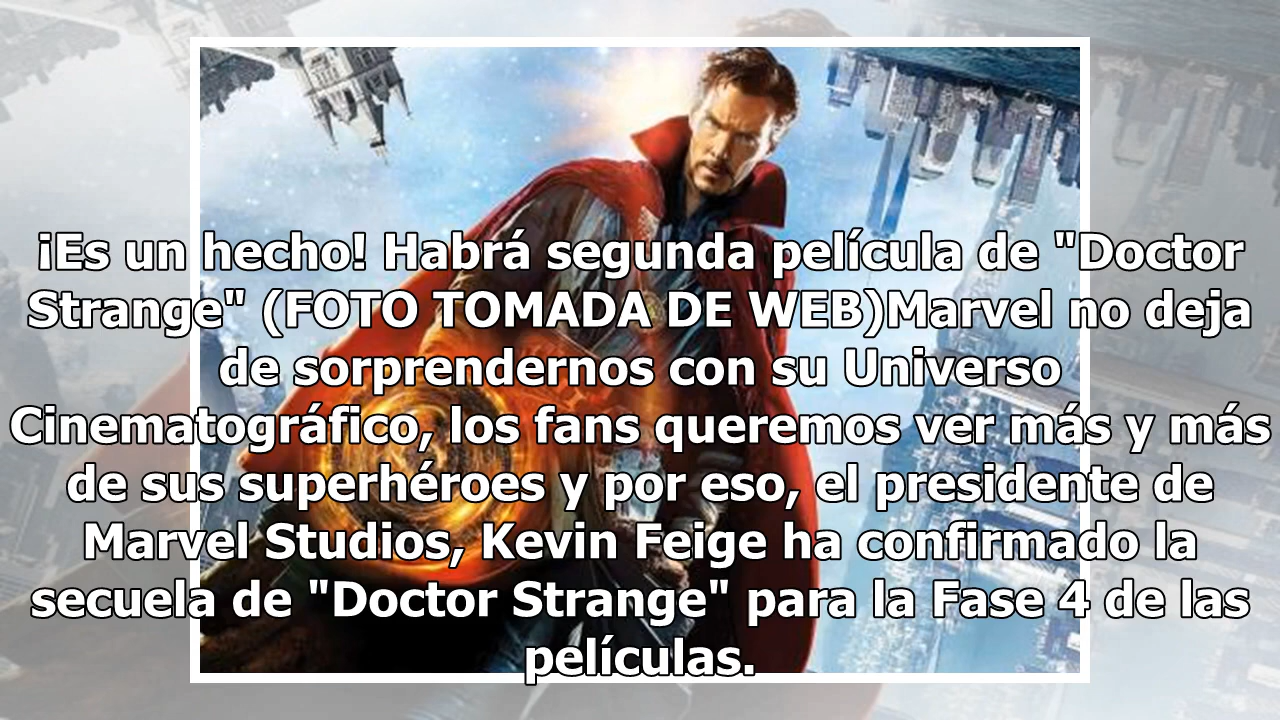 ¡Es un hecho! Habrá segunda película de "Doctor
Strange" (FOTO TOMADA DE WEB)Marvel no deja
de sorprendernos con su Universo
Cinematográfico, los fans queremos ver más y más
de sus superhéroes y por eso, el presidente de
Marvel Studios, Kevin Feige ha confirmado la
secuela de "Doctor Strange" para la Fase 4 de las
películas.